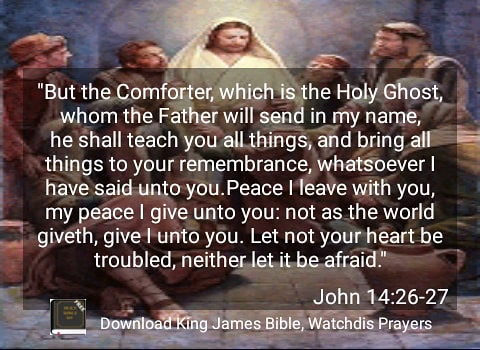 "But the Comforter, which is the Holy Ghost,
whom the Father will send in my name,
he shall teach you all things, and bring all
things to your remembrance, whatsoever I
have said unto you.Peace I leave with you,
my peace I give unto you: not as the world
giveth, give I unto you. Let not your heart be
troubled, neither let it be afraid."
John 14:26-27
Download King James Bible, Watchdis Prayers